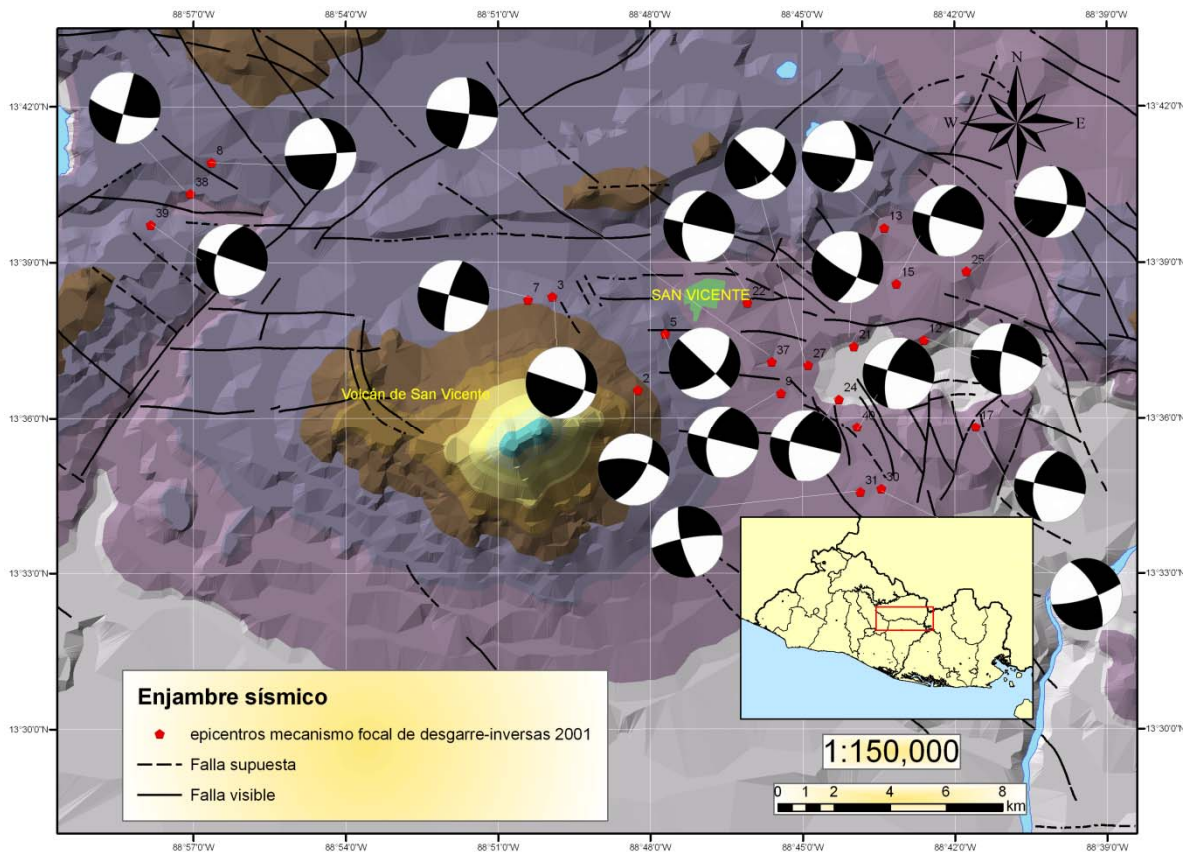 88°57'0"W
88°54'0"W
88°51'0"W
88°48'0"W
88°45'0"W
88°42'0"W
88°39'0"W
13°42'0"N
13°42'0"N
N
W
E
S
8
38
39
13
15
25
13°39'0"N
13°39'0"N
7
3
SAN VICENTE
22
5
21
12
37
27
Volcán de San Vicente
2
9
24
13°36'0"N
13°36'0"N
40
17
31
30
13°33'0"N
13°33'0"N
Enjambre sísmico
epicentros mecanismo focal de desgarre-inversas 2001
Falla supuesta
Falla visible
13°30'0"N
13°30'0"N
1:150,000
0 1 2 4 6 8
km
88°57'0"W
88°54'0"W
88°51'0"W
88°48'0"W
88°45'0"W
88°42'0"W
88°39'0"W